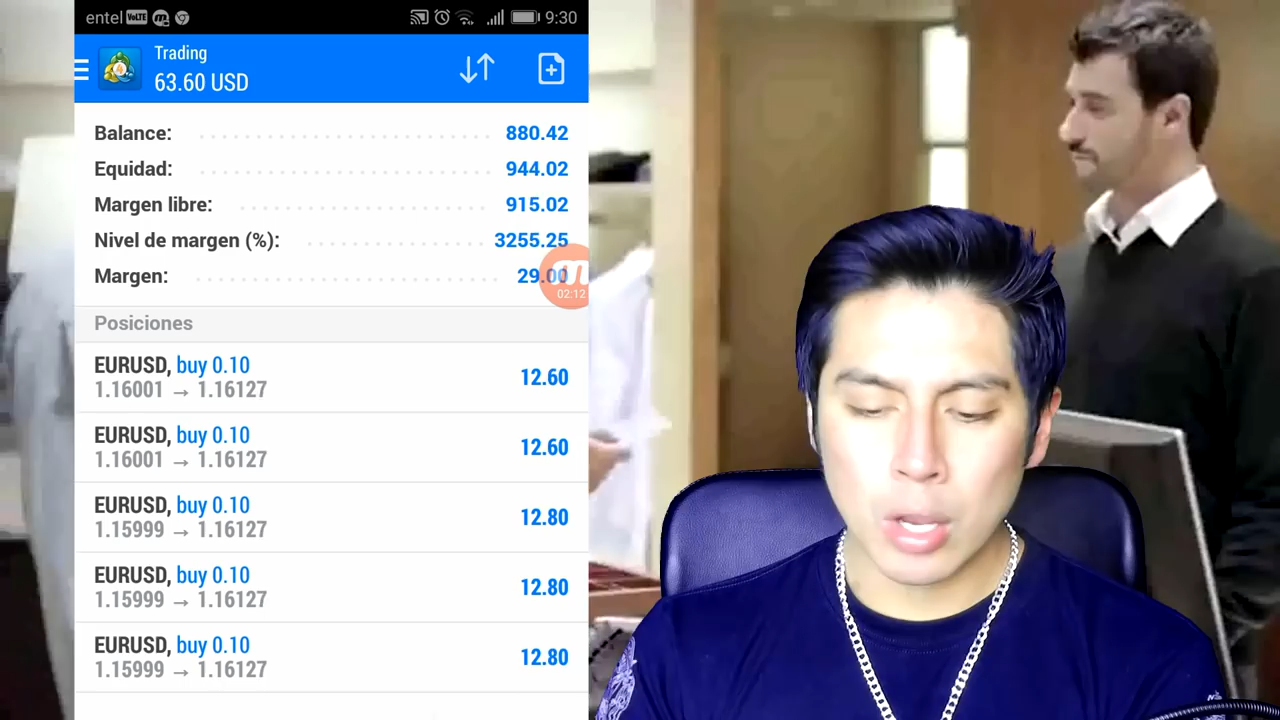 entel VoLTE 9:30
Trading
63.60 USD
Balance: 880.42
Equidad: 944.02
Margen libre: 915.02
Nivel de margen (%): 3255.25
Margen: 29.00
02:12
Posiciones
EURUSD, buy 0.10
1.16001 → 1.16127 12.60
EURUSD, buy 0.10
1.16001 → 1.16127 12.60
EURUSD, buy 0.10
1.15999 → 1.16127 12.80
EURUSD, buy 0.10
1.15999 → 1.16127 12.80
EURUSD, buy 0.10
1.15999 → 1.16127 12.80